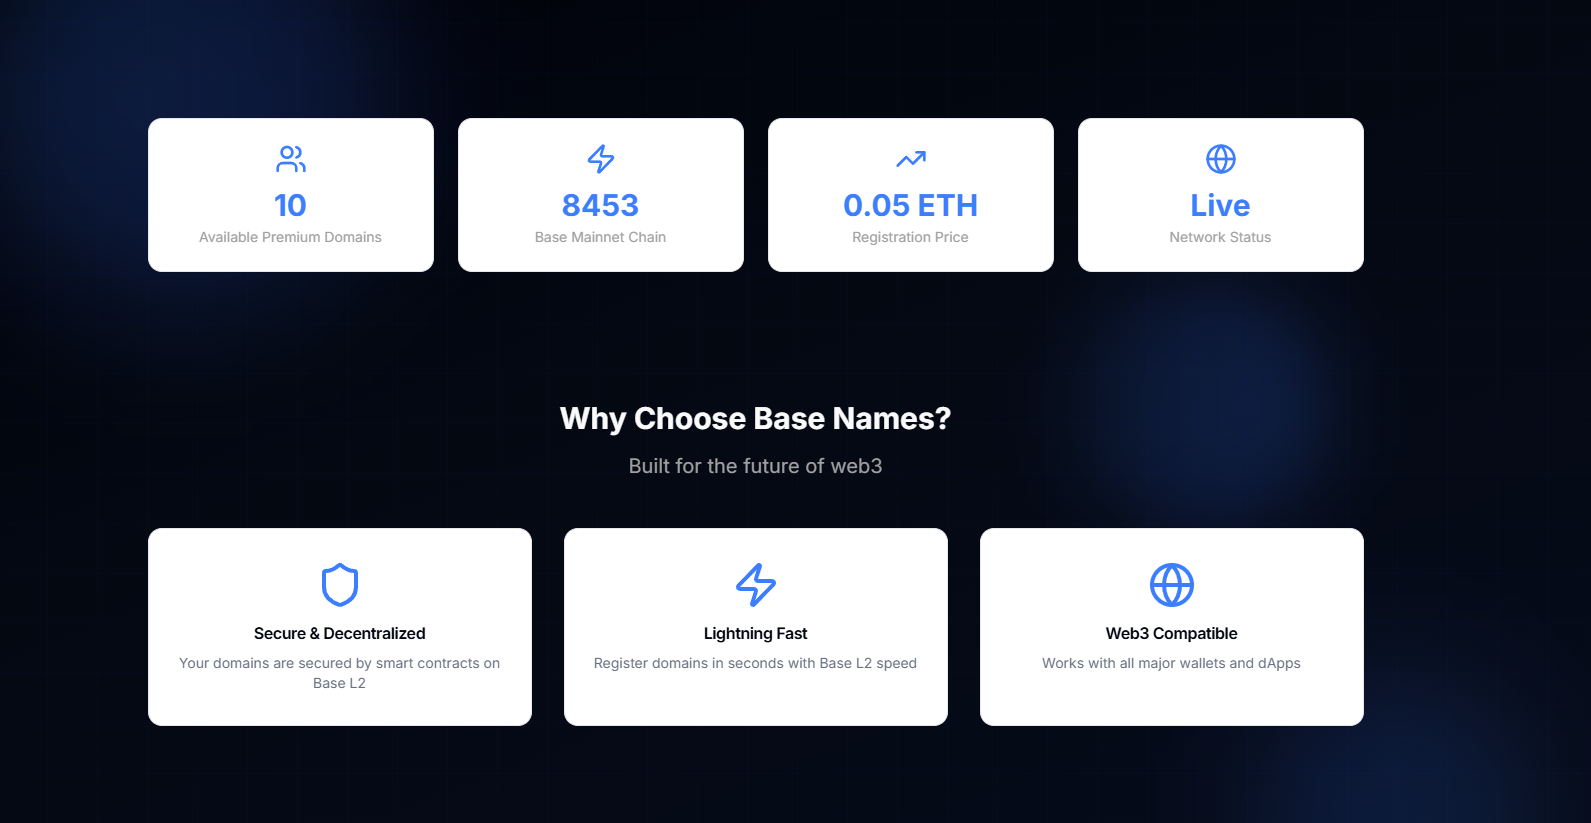 10
Available Premium Domains
8453
Base Mainnet Chain
0.05 ETH
Registration Price
Live
Network Status
Why Choose Base Names?
Built for the future of web3
Secure & Decentralized
Your domains are secured by smart contracts on
Base L2
Lightning Fast
Register domains in seconds with Base L2 speed
Web3 Compatible
Works with all major wallets and dApps